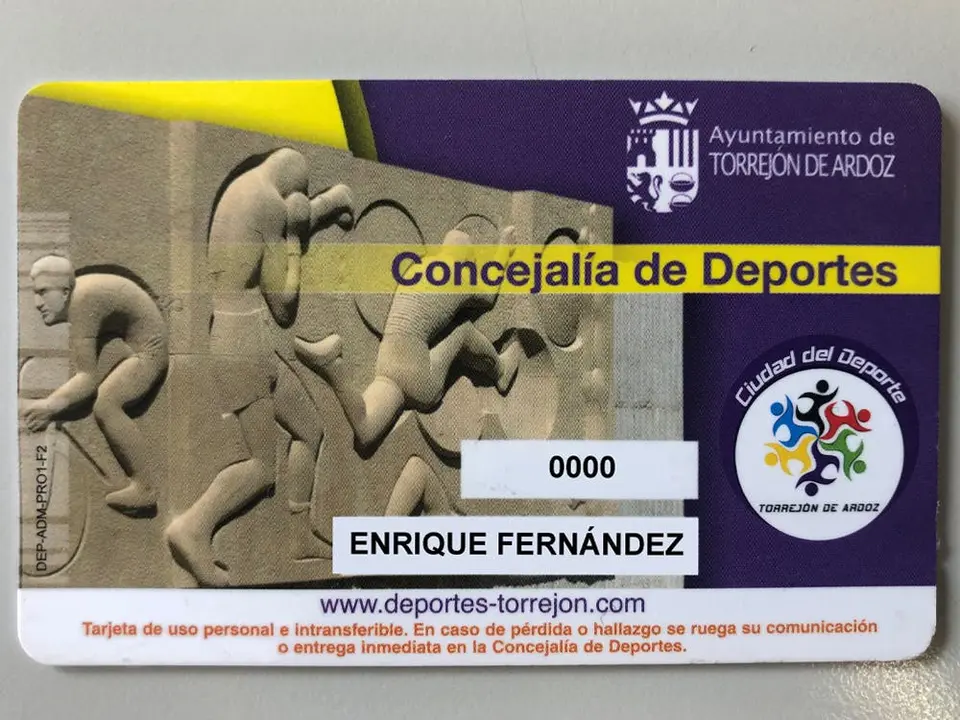 Ayuntamiento de
TORREJÓN DE ARDOZ
Concejalía de Deportes
Ciudad del Deporte
TORREJÓN DE ARDOZ
0000
ENRIQUE FERNÁNDEZ
DEP-ADM-PRO1-F2
www.deportes-torrejon.com
Tarjeta de uso personal e intransferible. En caso de pérdida o hallazgo se ruega su comunicación
o entrega inmediata en la Concejalía de Deportes.